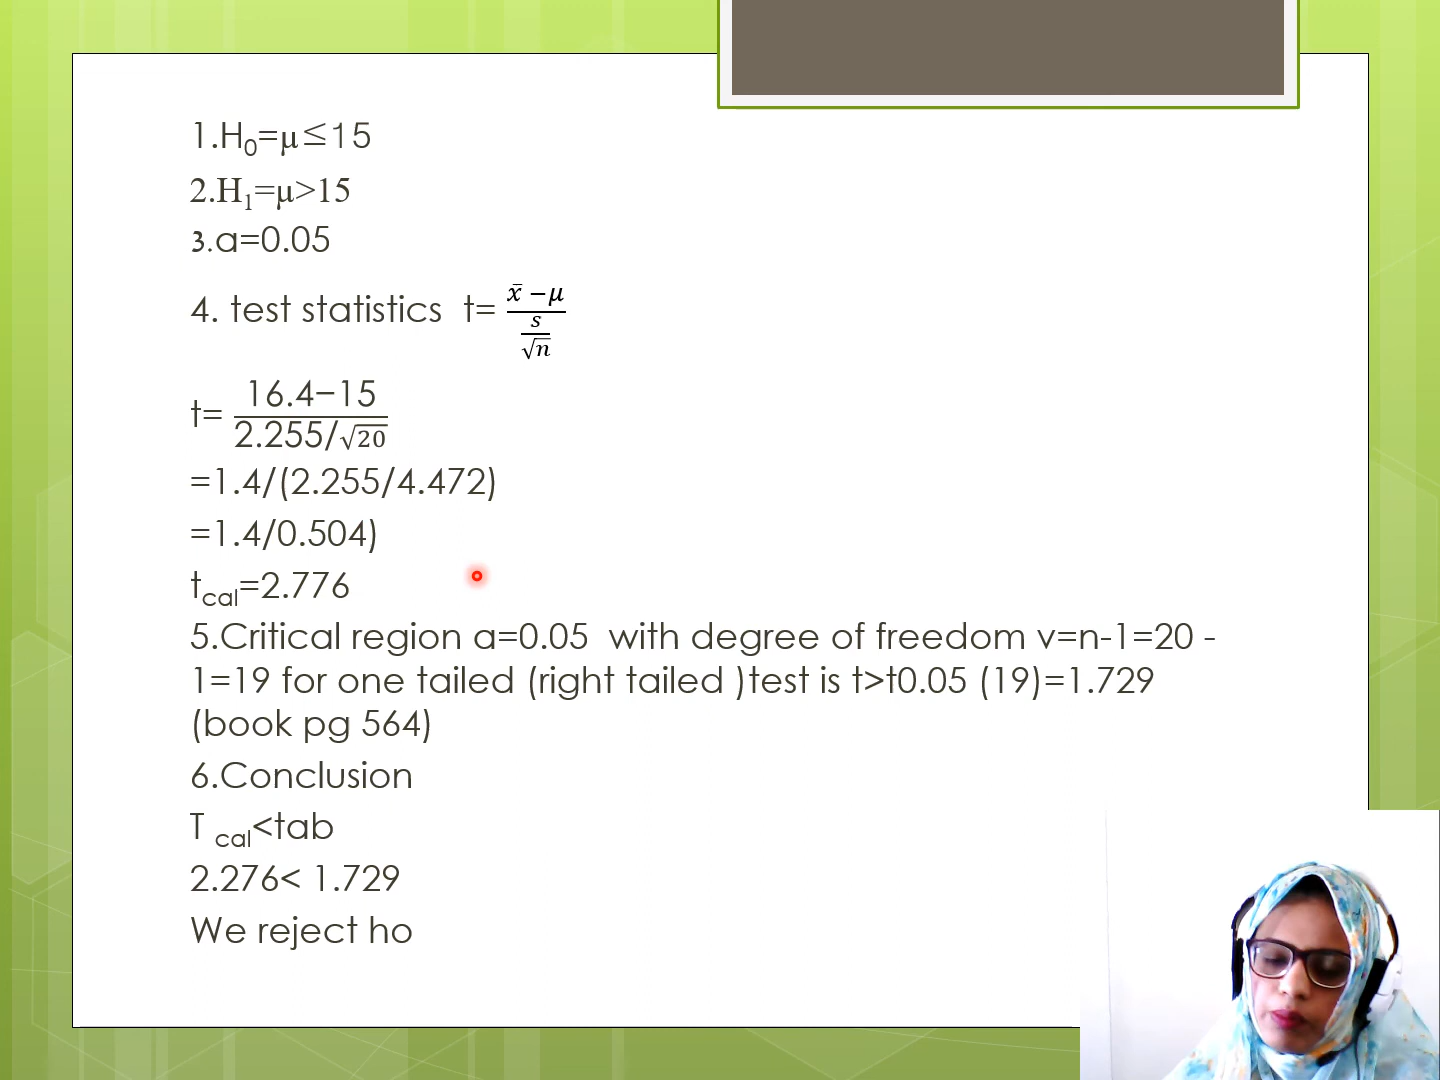 1.H₀=μ≤15
2.H₁=μ>15
3.a=0.05
4. test statistics t= (x̄ −μ)/(s/√n)
t= (16.4−15)/(2.255/√20)
=1.4/(2.255/4.472)
=1.4/0.504)
t_cal=2.776
5.Critical region a=0.05 with degree of freedom v=n-1=20 -
1=19 for one tailed (right tailed )test is t>t0.05 (19)=1.729
(book pg 564)
6.Conclusion
T _cal<tab
2.276< 1.729
We reject ho